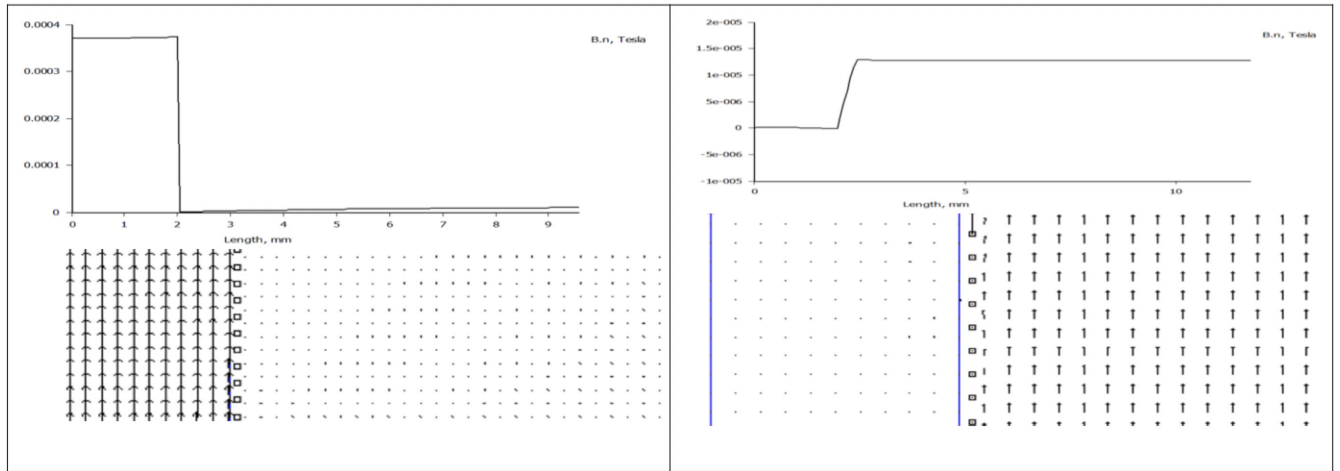 0.0004
B.n, Tesla
0.0003
0.0002
0.0001
0
0 1 2 3 4 5 6 7 8 9
Length, mm
2e-005
B.n, Tesla
1.5e-005
1e-005
5e-006
0
-5e-006
-1e-005
0 5 10
Length, mm